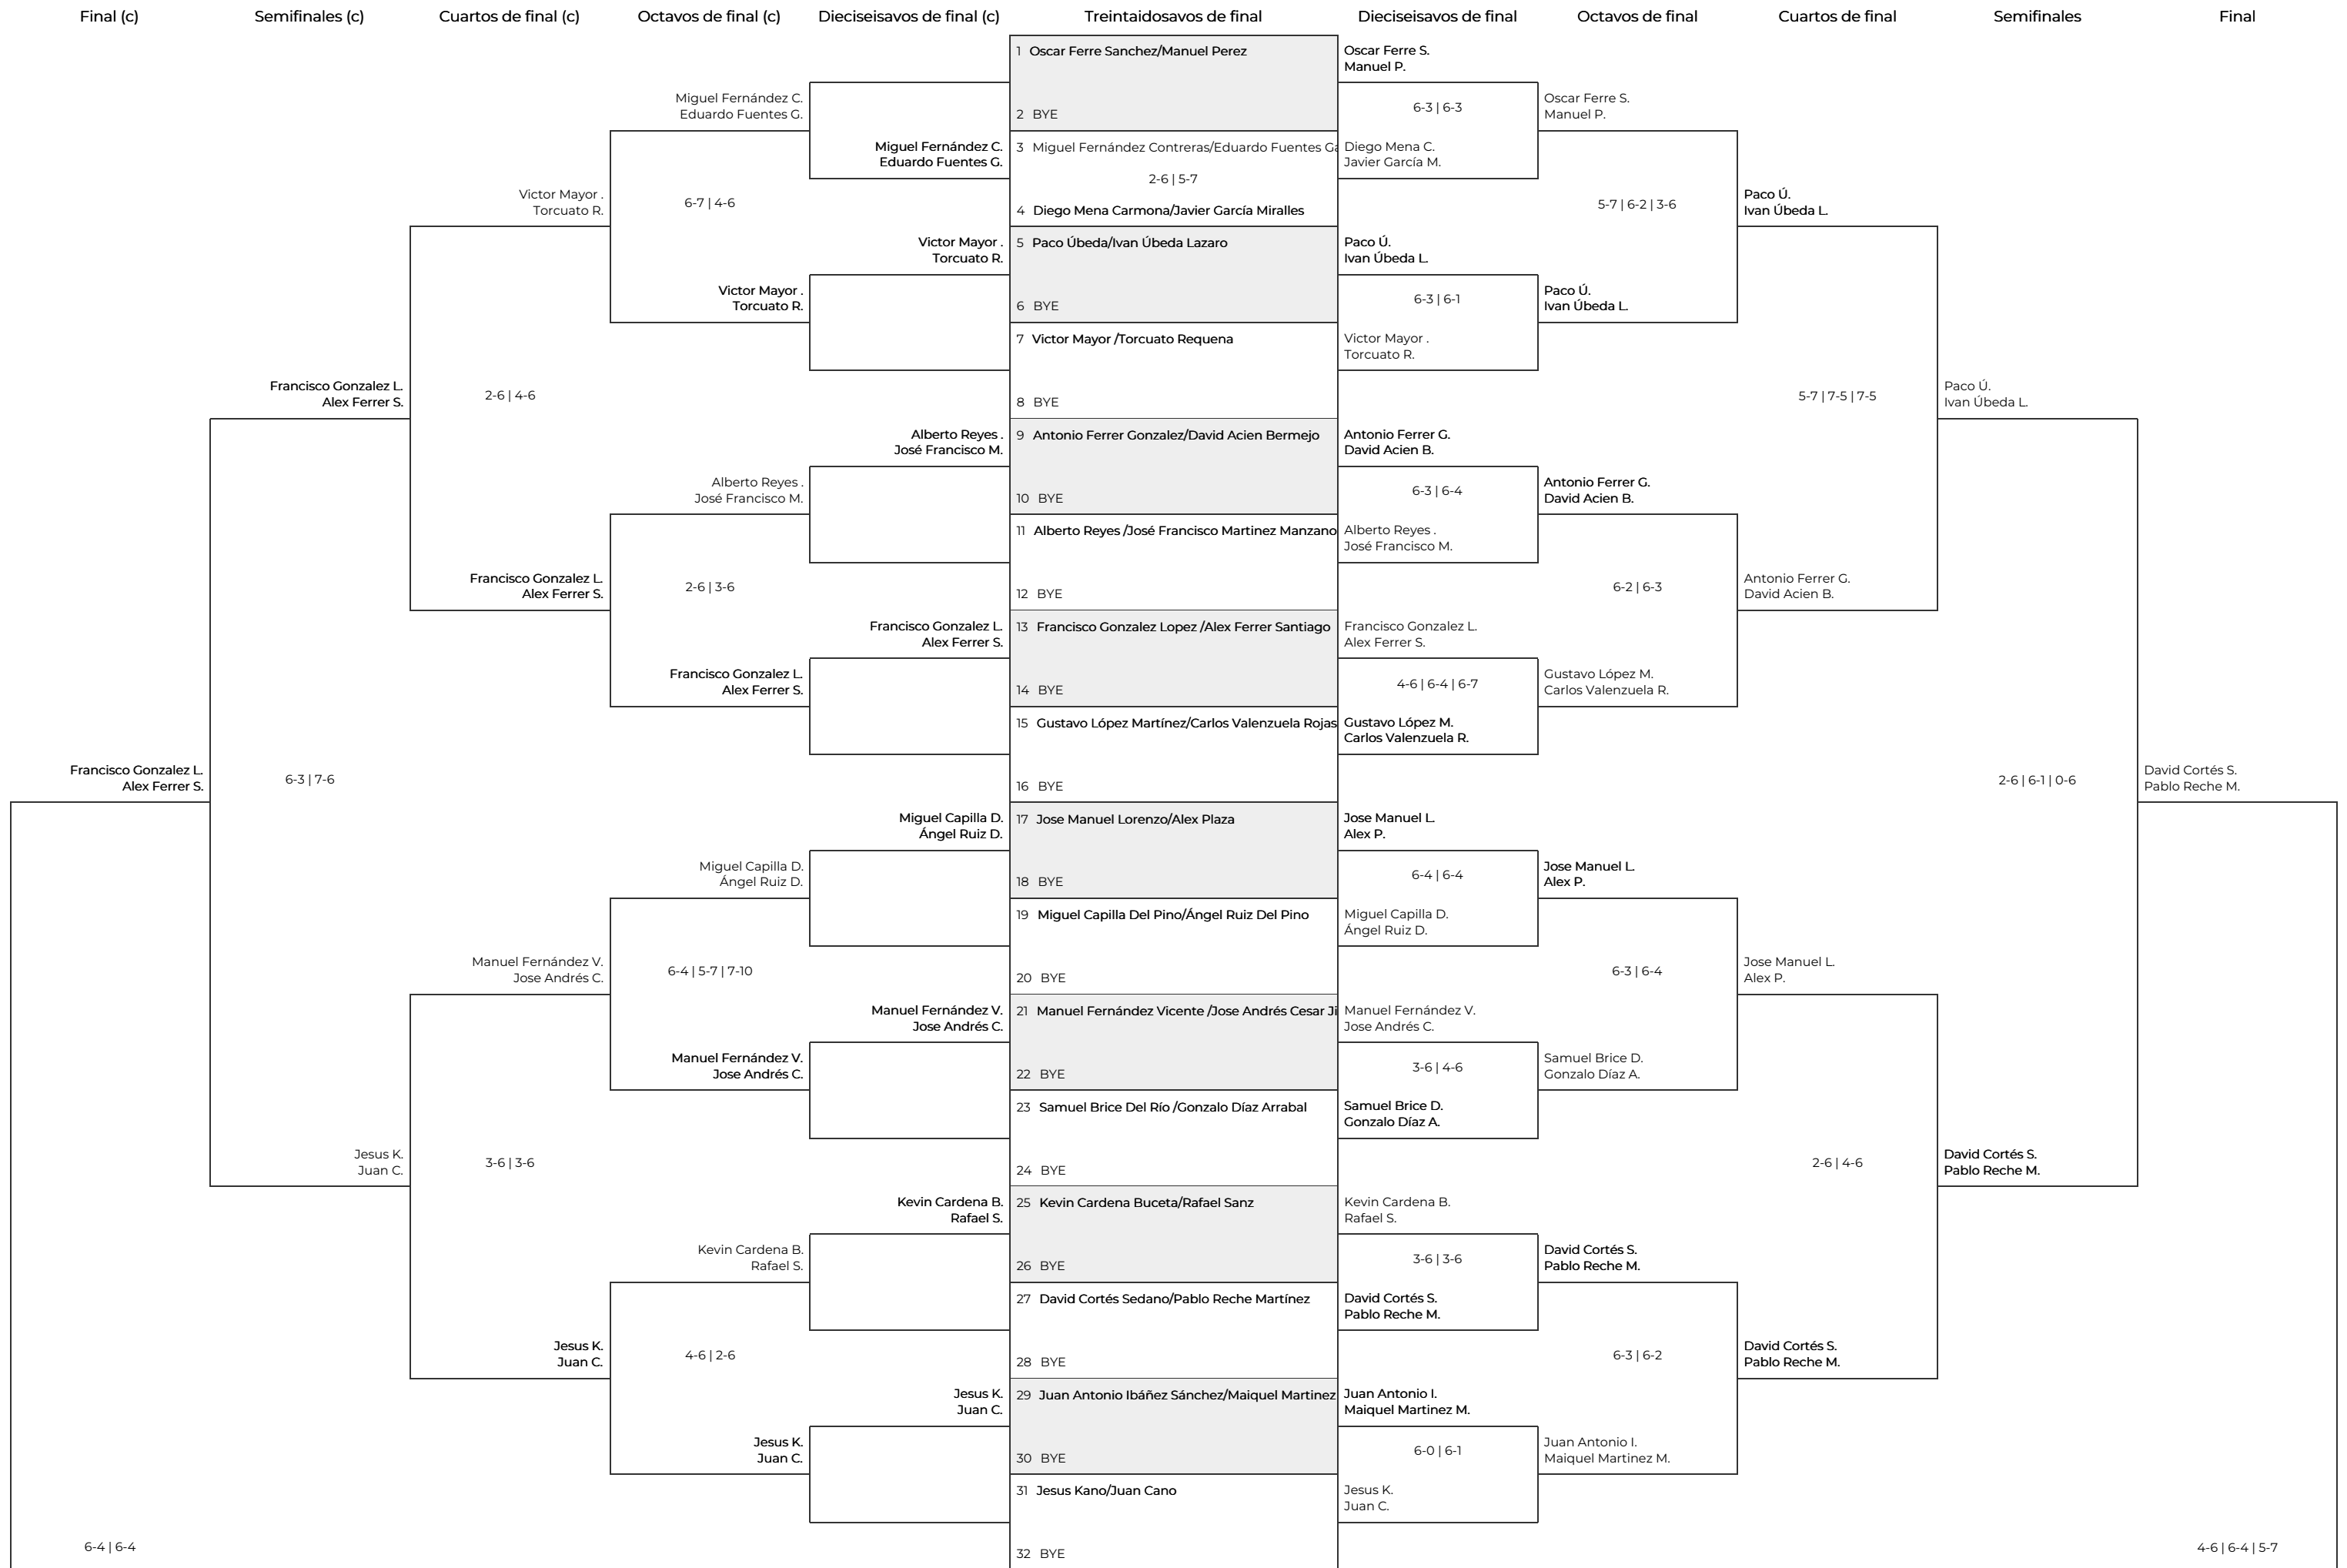 Final (c)
Semifinales (c)
Cuartos de final (c)
Octavos de final (c)
Dieciseisavos de final (c)
Treintaidosavos de final
Dieciseisavos de final
Octavos de final
Cuartos de final
Semifinales
Final
Francisco Gonzalez L.
Alex Ferrer S.
6-4 | 6-4
Francisco Gonzalez L.
Alex Ferrer S.
6-3 | 7-6
Jesus K.
Juan C.
Victor Mayor .
Torcuato R.
2-6 | 4-6
Francisco Gonzalez L.
Alex Ferrer S.
Manuel Fernández V.
Jose Andrés C.
3-6 | 3-6
Jesus K.
Juan C.
Miguel Fernández C.
Eduardo Fuentes G.
6-7 | 4-6
Victor Mayor .
Torcuato R.
Alberto Reyes .
José Francisco M.
2-6 | 3-6
Francisco Gonzalez L.
Alex Ferrer S.
Miguel Capilla D.
Ángel Ruiz D.
6-4 | 5-7 | 7-10
Manuel Fernández V.
Jose Andrés C.
Kevin Cardena B.
Rafael S.
4-6 | 2-6
Jesus K.
Juan C.
Miguel Fernández C.
Eduardo Fuentes G.
Victor Mayor .
Torcuato R.
Alberto Reyes .
José Francisco M.
Francisco Gonzalez L.
Alex Ferrer S.
Miguel Capilla D.
Ángel Ruiz D.
Manuel Fernández V.
Jose Andrés C.
Kevin Cardena B.
Rafael S.
Jesus K.
Juan C.
1 Oscar Ferre Sanchez/Manuel Perez
2 BYE
3 Miguel Fernández Contreras/Eduardo Fuentes Ga
2-6 | 5-7
4 Diego Mena Carmona/Javier García Miralles
5 Paco Úbeda/Ivan Úbeda Lazaro
6 BYE
7 Victor Mayor /Torcuato Requena
8 BYE
9 Antonio Ferrer Gonzalez/David Acien Bermejo
10 BYE
11 Alberto Reyes /José Francisco Martinez Manzano
12 BYE
13 Francisco Gonzalez Lopez /Alex Ferrer Santiago
14 BYE
15 Gustavo López Martínez/Carlos Valenzuela Rojas
16 BYE
17 Jose Manuel Lorenzo/Alex Plaza
18 BYE
19 Miguel Capilla Del Pino/Ángel Ruiz Del Pino
20 BYE
21 Manuel Fernández Vicente /Jose Andrés Cesar Ji
22 BYE
23 Samuel Brice Del Río /Gonzalo Díaz Arrabal
24 BYE
25 Kevin Cardena Buceta/Rafael Sanz
26 BYE
27 David Cortés Sedano/Pablo Reche Martínez
28 BYE
29 Juan Antonio Ibáñez Sánchez/Maiquel Martinez
30 BYE
31 Jesus Kano/Juan Cano
32 BYE
Oscar Ferre S.
Manuel P.
6-3 | 6-3
Diego Mena C.
Javier García M.
Paco Ú.
Ivan Úbeda L.
6-3 | 6-1
Victor Mayor .
Torcuato R.
Antonio Ferrer G.
David Acien B.
6-3 | 6-4
Alberto Reyes .
José Francisco M.
Francisco Gonzalez L.
Alex Ferrer S.
4-6 | 6-4 | 6-7
Gustavo López M.
Carlos Valenzuela R.
Jose Manuel L.
Alex P.
6-4 | 6-4
Miguel Capilla D.
Ángel Ruiz D.
Manuel Fernández V.
Jose Andrés C.
3-6 | 4-6
Samuel Brice D.
Gonzalo Díaz A.
Kevin Cardena B.
Rafael S.
3-6 | 3-6
David Cortés S.
Pablo Reche M.
Juan Antonio I.
Maiquel Martinez M.
6-0 | 6-1
Jesus K.
Juan C.
Oscar Ferre S.
Manuel P.
5-7 | 6-2 | 3-6
Paco Ú.
Ivan Úbeda L.
Antonio Ferrer G.
David Acien B.
6-2 | 6-3
Gustavo López M.
Carlos Valenzuela R.
Jose Manuel L.
Alex P.
6-3 | 6-4
Samuel Brice D.
Gonzalo Díaz A.
David Cortés S.
Pablo Reche M.
6-3 | 6-2
Juan Antonio I.
Maiquel Martinez M.
Paco Ú.
Ivan Úbeda L.
5-7 | 7-5 | 7-5
Antonio Ferrer G.
David Acien B.
Jose Manuel L.
Alex P.
2-6 | 4-6
David Cortés S.
Pablo Reche M.
Paco Ú.
Ivan Úbeda L.
2-6 | 6-1 | 0-6
David Cortés S.
Pablo Reche M.
David Cortés S.
Pablo Reche M.
4-6 | 6-4 | 5-7